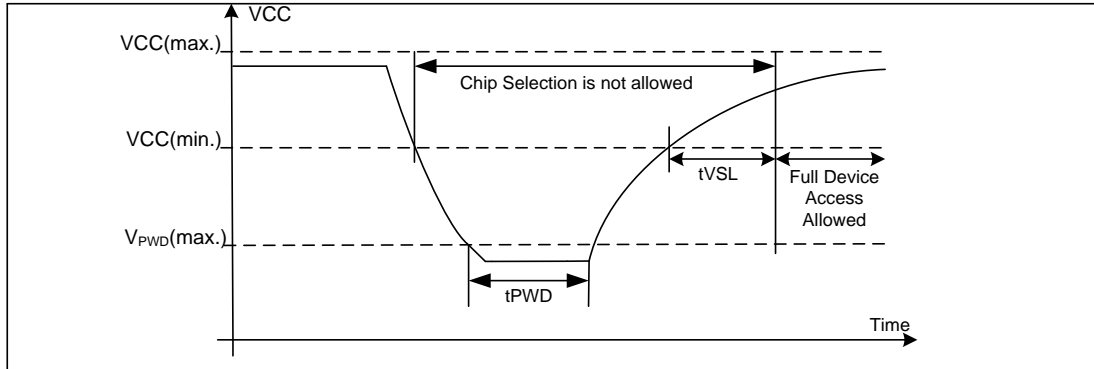 VCC
VCC(max.)
Chip Selection is not allowed
VCC(min.)
tVSL
Full Device
Access
Allowed
VPWD(max.)
tPWD
Time